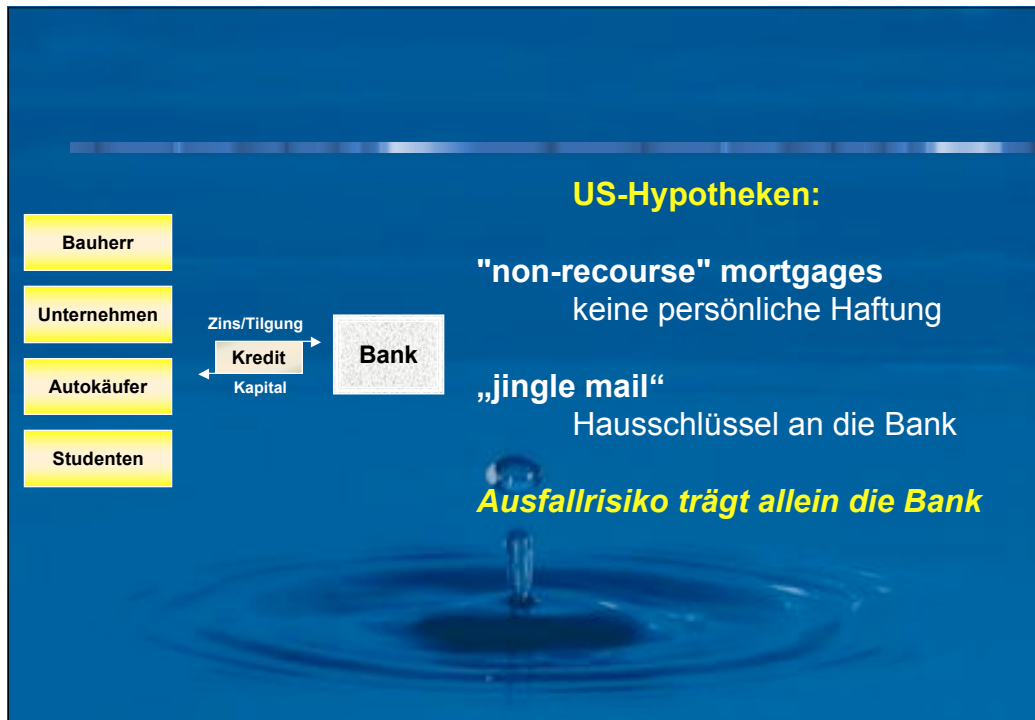 US-Hypotheken:
Bauherr
Unternehmen
Autokäufer
Studenten
Zins/Tilgung
Kredit
Kapital
Bank
"non-recourse" mortgages
keine persönliche Haftung
„jingle mail“
Hausschlüssel an die Bank
Ausfallrisiko trägt allein die Bank